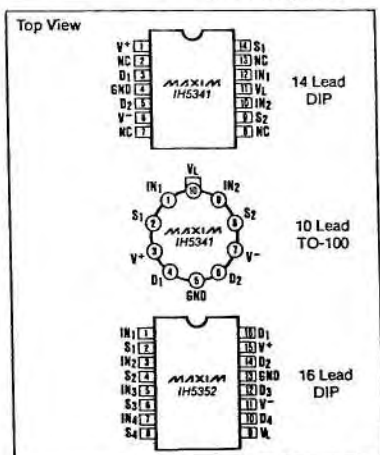 Top View
V⁺ 1 14 S₁
NC 2 13 NC
D₁ 3 12 IN₁
GND 4 MAXIM 11 V_L 14 Lead
D₂ 5 IH5341 10 IN₂ DIP
V⁻ 6 9 S₂
NC 7 8 NC
V_L
10
IN₁ 1 9 IN₂
S₁ 2 8 S₂
MAXIM 10 Lead
IH5341 TO-100
V⁺ 3 7 V⁻
D₁ 4 6 D₂
5
GND
IN₁ 1 16 D₁
S₁ 2 15 V⁺
IN₂ 3 14 D₂
S₂ 4 MAXIM 13 GND 16 Lead
IN₃ 5 IH5352 12 D₃ DIP
S₃ 6 11 V⁻
IN₄ 7 10 D₄
S₄ 8 9 V_L